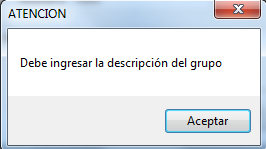 ATENCION
Debe ingresar la descripción del grupo
Aceptar